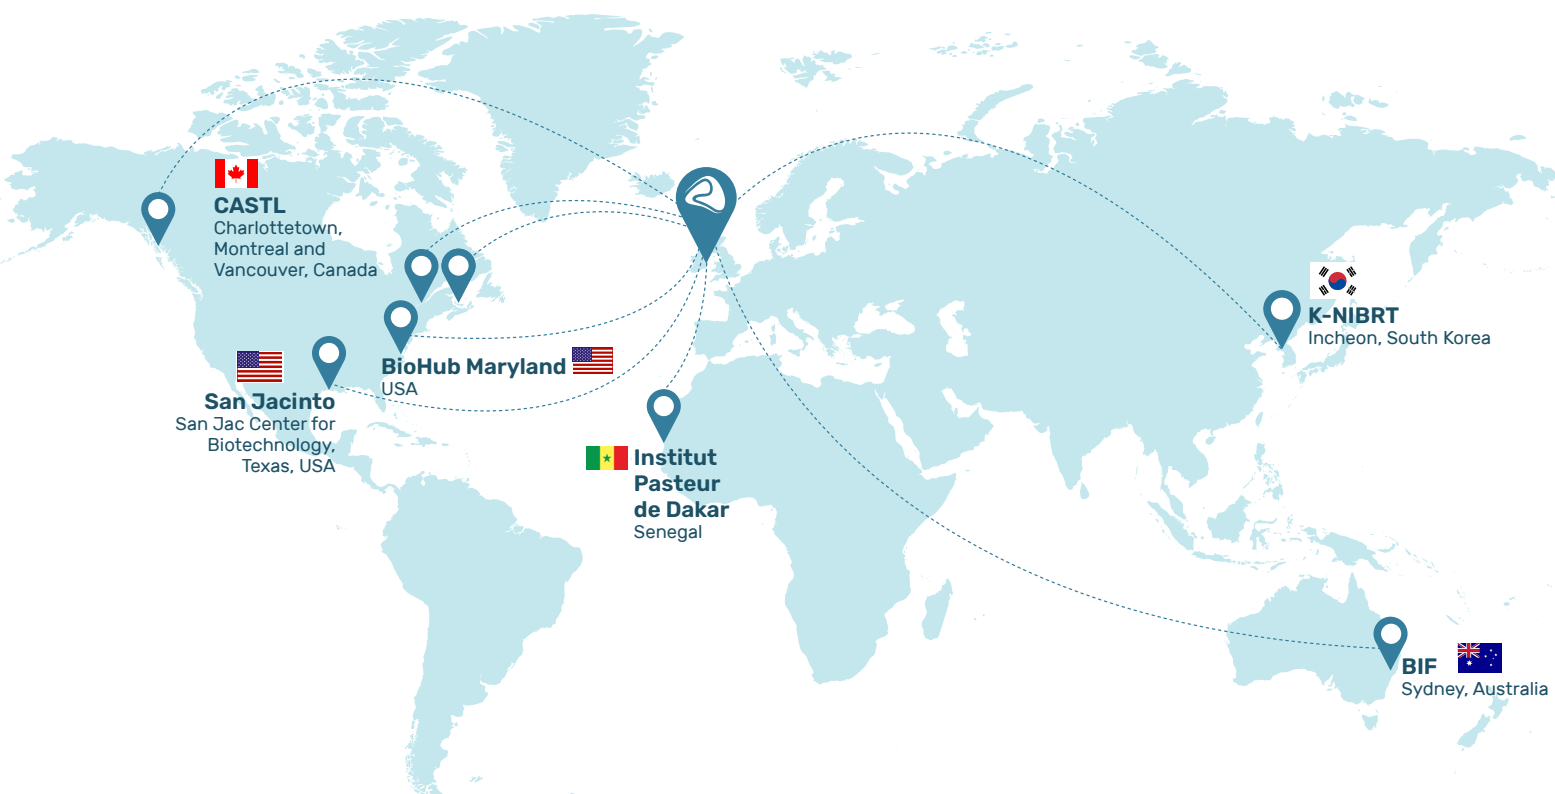 CASTL
Charlottetown,
Montreal and
Vancouver, Canada
K-NIBRT
Incheon, South Korea
BioHub Maryland
USA
San Jacinto
San Jac Center for
Biotechnology,
Texas, USA
Institut
Pasteur
de Dakar
Senegal
BIF
Sydney, Australia